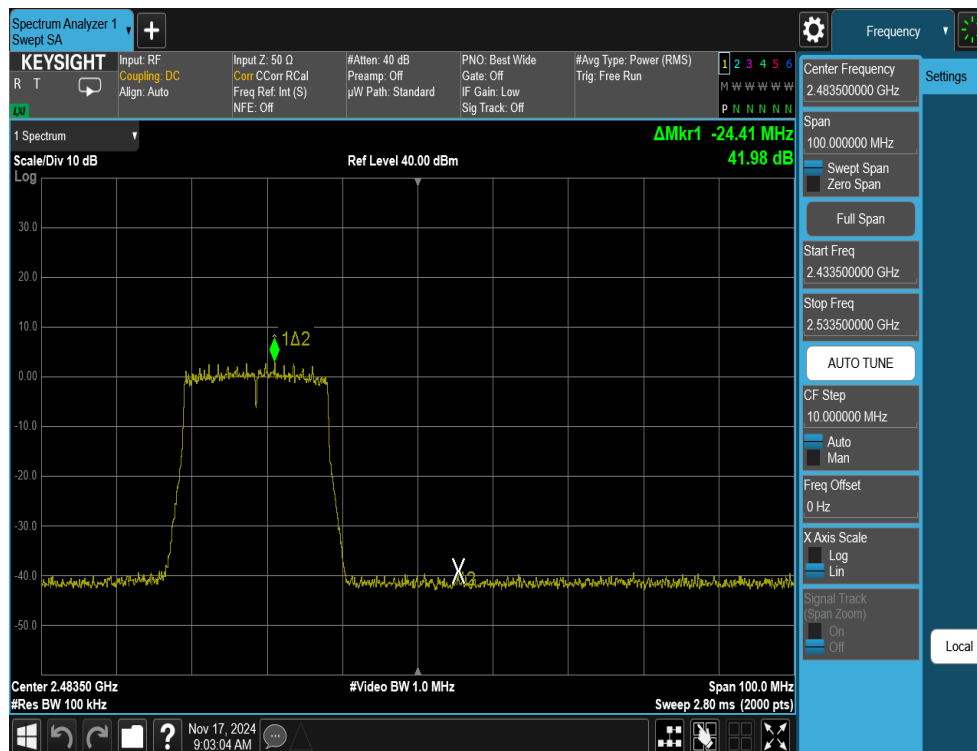 Spectrum Analyzer 1
Swept SA
+
Frequency
KEYSIGHT
R T
LXI
Input: RF
Coupling: DC
Align: Auto
Input Z: 50 Ω
Corr CCorr RCal
Freq Ref: Int (S)
NFE: Off
#Atten: 40 dB
Preamp: Off
µW Path: Standard
PNO: Best Wide
Gate: Off
IF Gain: Low
Sig Track: Off
#Avg Type: Power (RMS)
Trig: Free Run
1 2 3 4 5 6
M W W W W W
P N N N N N
Center Frequency
2.483500000 GHz
Settings
Span
100.000000 MHz
Swept Span
Zero Span
Full Span
Start Freq
2.433500000 GHz
Stop Freq
2.533500000 GHz
AUTO TUNE
CF Step
10.000000 MHz
Auto
Man
Freq Offset
0 Hz
X Axis Scale
Log
Lin
Signal Track
(Span Zoom)
On
Off
Local
1 Spectrum
ΔMkr1 -24.41 MHz
41.98 dB
Scale/Div 10 dB
Ref Level 40.00 dBm
Log
30.0
20.0
10.0
1Δ2
0.00
-10.0
-20.0
-30.0
-40.0
-50.0
Center 2.48350 GHz
#Video BW 1.0 MHz
Span 100.0 MHz
#Res BW 100 kHz
Sweep 2.80 ms (2000 pts)
?
Nov 17, 2024
9:03:04 AM